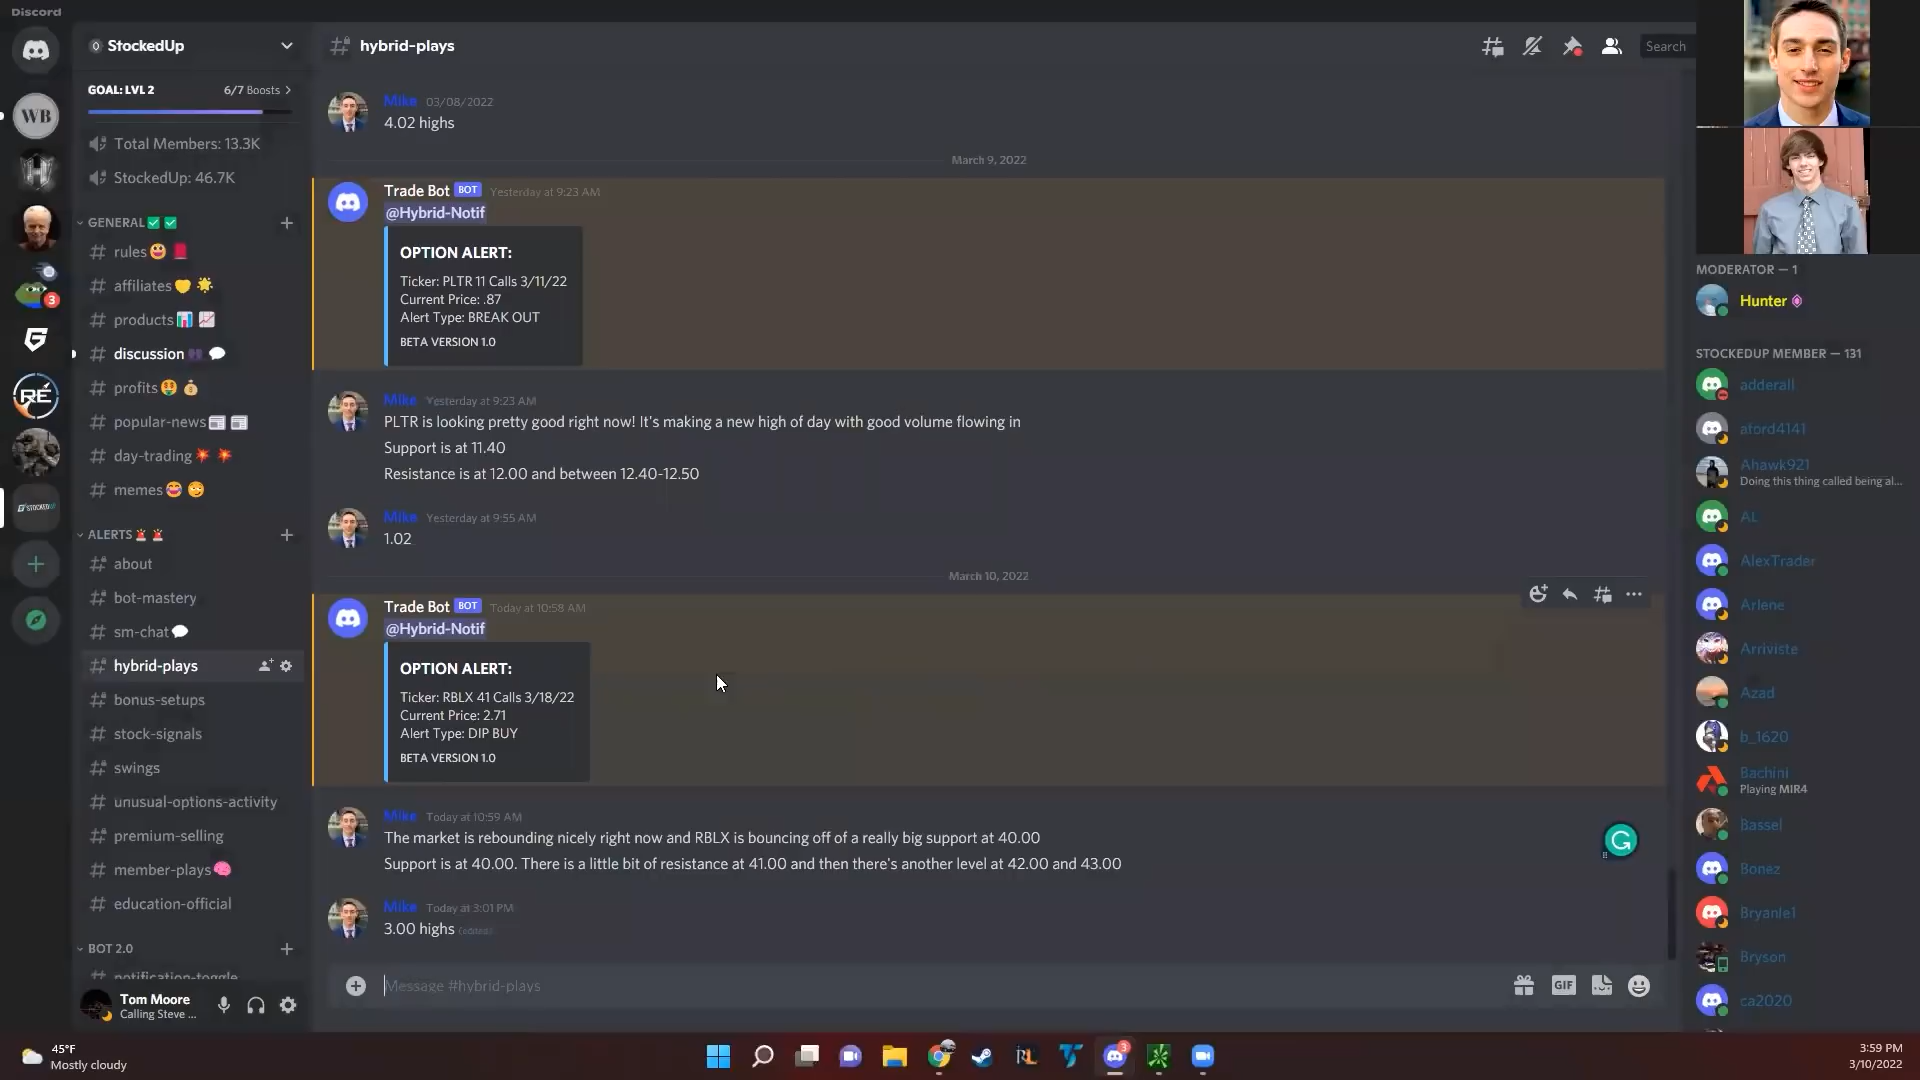 Discord
StockedUp
GOAL: LVL 2
6/7 Boosts
Total Members: 13.3K
StockedUp: 46.7K
GENERAL
rules
affiliates
products
discussion
profits
popular-news
day-trading
memes
ALERTS
about
bot-mastery
sm-chat
hybrid-plays
bonus-setups
stock-signals
swings
unusual-options-activity
premium-selling
member-plays
education-official
BOT 2.0
notification-toggle
Tom Moore
Calling Steve ...
WB
3
RE
STOCKEDUP
hybrid-plays
Search
Mike 03/08/2022
4.02 highs
March 9, 2022
Trade Bot BOT Yesterday at 9:23 AM
@Hybrid-Notif
OPTION ALERT:
Ticker: PLTR 11 Calls 3/11/22
Current Price: .87
Alert Type: BREAK OUT
BETA VERSION 1.0
Mike Yesterday at 9:23 AM
PLTR is looking pretty good right now! It's making a new high of day with good volume flowing in
Support is at 11.40
Resistance is at 12.00 and between 12.40-12.50
Mike Yesterday at 9:55 AM
1.02
March 10, 2022
Trade Bot BOT Today at 10:58 AM
@Hybrid-Notif
OPTION ALERT:
Ticker: RBLX 41 Calls 3/18/22
Current Price: 2.71
Alert Type: DIP BUY
BETA VERSION 1.0
Mike Today at 10:59 AM
The market is rebounding nicely right now and RBLX is bouncing off of a really big support at 40.00
Support is at 40.00. There is a little bit of resistance at 41.00 and then there's another level at 42.00 and 43.00
Mike Today at 3:01 PM
3.00 highs (edited)
Message #hybrid-plays
GIF
MODERATOR — 1
Hunter
STOCKEDUP MEMBER — 131
adderall
atord4141
Ahawk921
Doing this thing called being al...
AL
AlexTrader
Arlene
Arriviste
Azad
b_1620
Bachini
Playing MIR4
Bassel
Bonez
Bryanle1
Bryson
ca2020
45°F
Mostly cloudy
RL
3
3:59 PM
3/10/2022